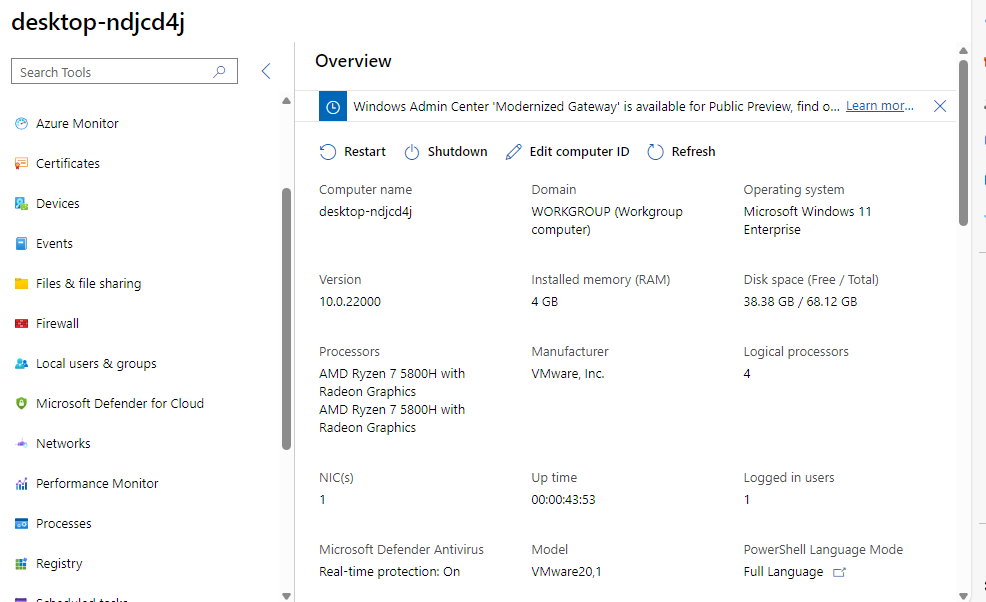 desktop-ndjcd4j
Search Tools
Azure Monitor
Certificates
Devices
Events
Files & file sharing
Firewall
Local users & groups
Microsoft Defender for Cloud
Networks
Performance Monitor
Processes
Registry
Scheduled tasks
Overview
Windows Admin Center 'Modernized Gateway' is available for Public Preview, find o... Learn mor...
Restart Shutdown Edit computer ID Refresh
Computer name
desktop-ndjcd4j
Domain
WORKGROUP (Workgroup
computer)
Operating system
Microsoft Windows 11
Enterprise
Version
10.0.22000
Installed memory (RAM)
4 GB
Disk space (Free / Total)
38.38 GB / 68.12 GB
Processors
AMD Ryzen 7 5800H with
Radeon Graphics
AMD Ryzen 7 5800H with
Radeon Graphics
Manufacturer
VMware, Inc.
Logical processors
4
NIC(s)
1
Up time
00:00:43:53
Logged in users
1
Microsoft Defender Antivirus
Real-time protection: On
Model
VMware20,1
PowerShell Language Mode
Full Language